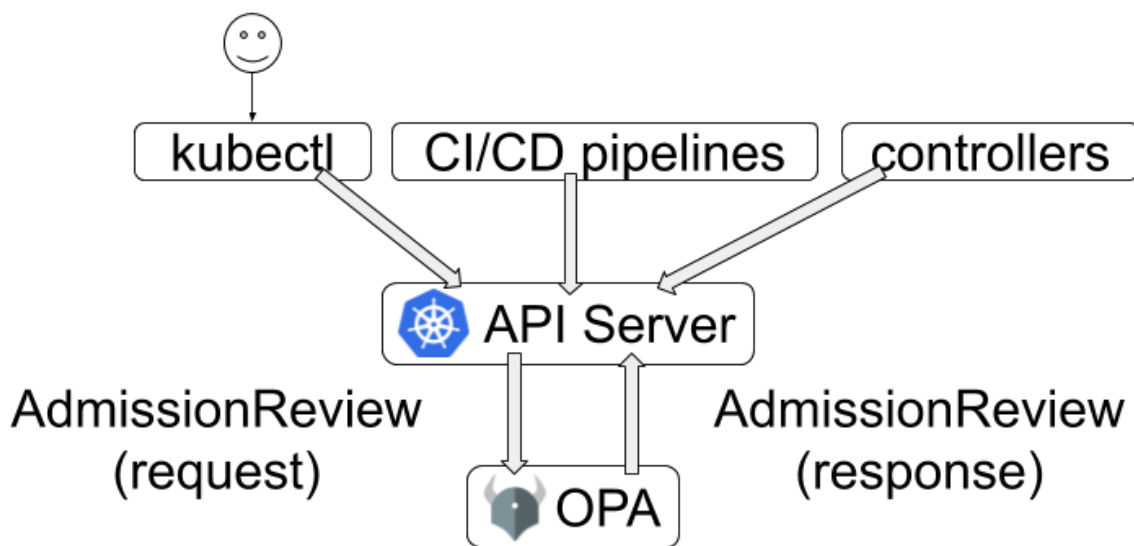 kubectl
CI/CD pipelines
controllers
API Server
AdmissionReview
(request)
AdmissionReview
(response)
OPA